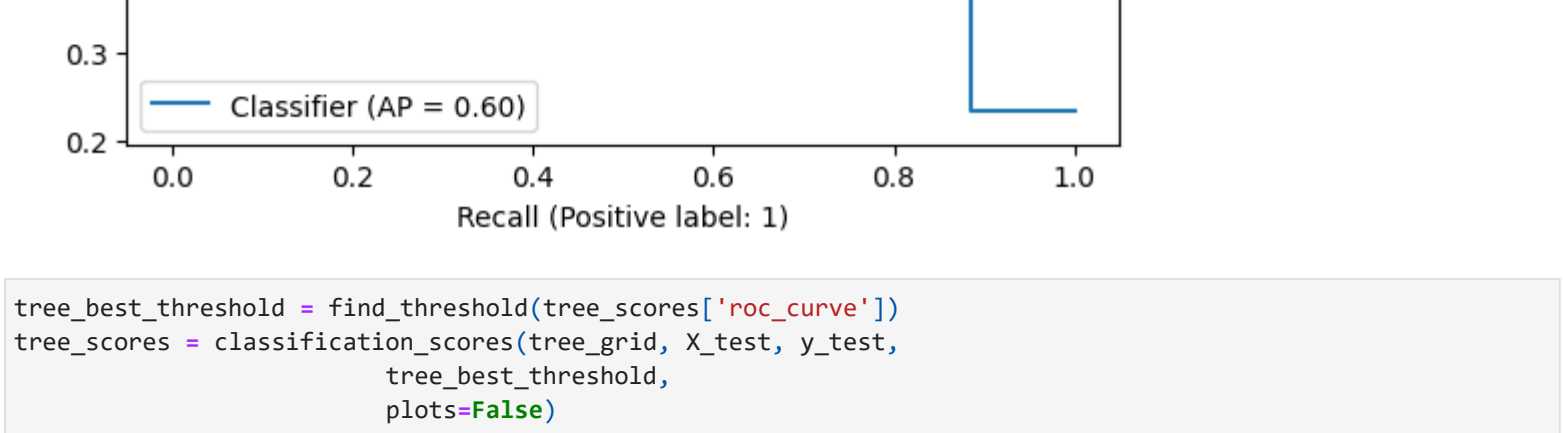 0.3
Classifier (AP = 0.60)
0.2
0.0 0.2 0.4 0.6 0.8 1.0
Recall (Positive label: 1)
tree_best_threshold = find_threshold(tree_scores['roc_curve'])
tree_scores = classification_scores(tree_grid, X_test, y_test,
tree_best_threshold,
plots=False)